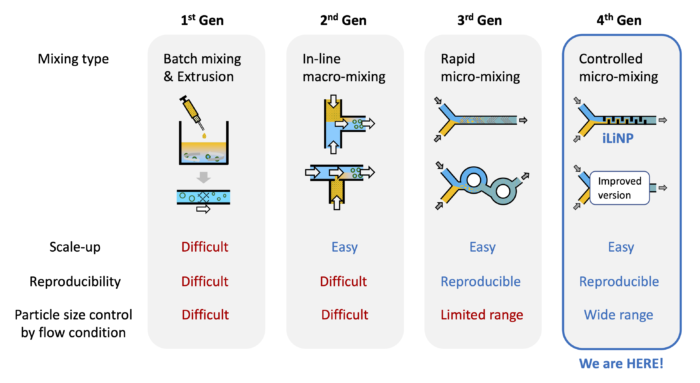 1st Gen
2nd Gen
3rd Gen
4th Gen
Mixing type
Batch mixing
& Extrusion
In-line
macro-mixing
Rapid
micro-mixing
Controlled
micro-mixing
iLiNP
Improved
version
Scale-up
Difficult
Easy
Easy
Easy
Reproducibility
Difficult
Difficult
Reproducible
Reproducible
Particle size control
by flow condition
Difficult
Difficult
Limited range
Wide range
We are HERE!